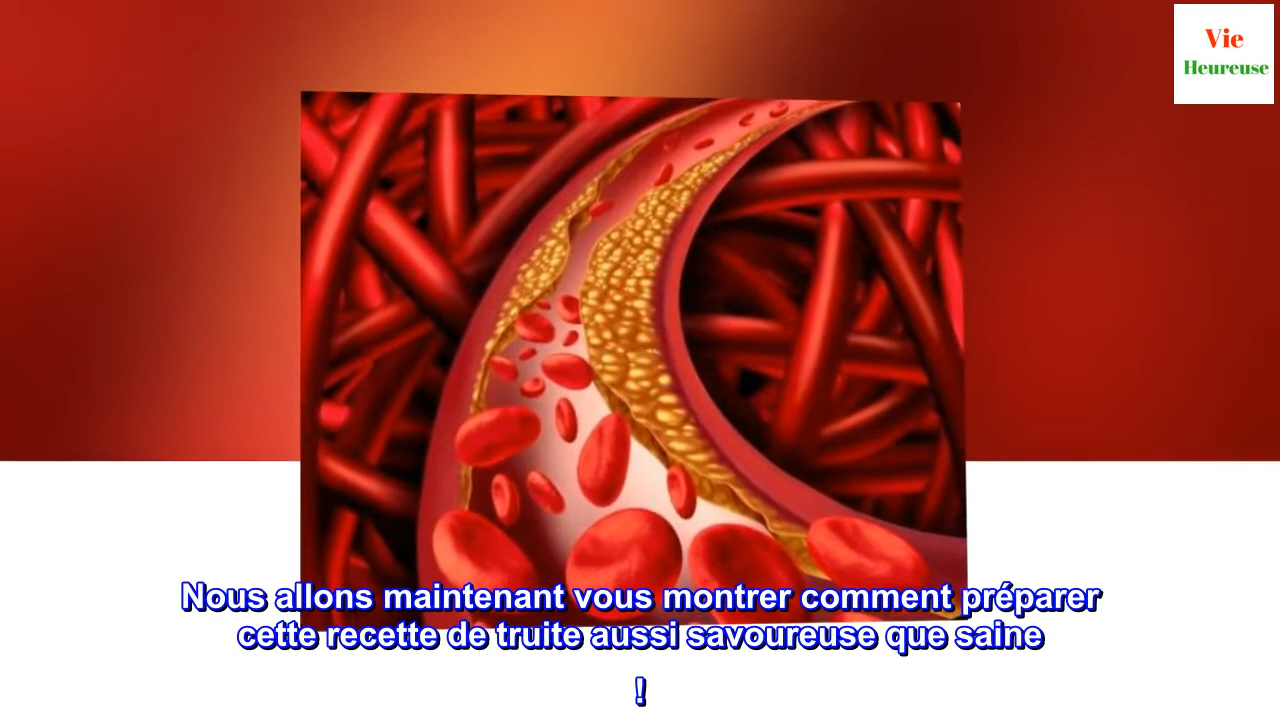 Vie
Heureuse
Nous allons maintenant vous montrer comment préparer
cette recette de truite aussi savoureuse que saine
!